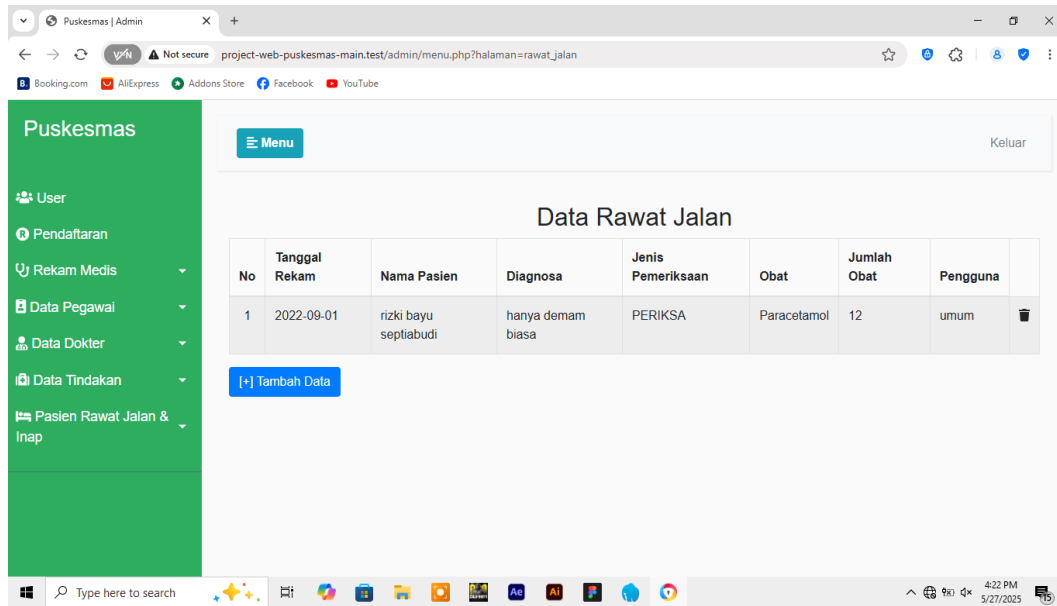 Puskesmas | Admin
VPN Not secure project-web-puskesmas-main.test/admin/menu.php?halaman=rawat_jalan
B. Booking.com AliExpress Addons Store Facebook YouTube
Puskesmas
Menu
Keluar
User
Pendaftaran
Rekam Medis
Data Pegawai
Data Dokter
Data Tindakan
Pasien Rawat Jalan &
Inap
Data Rawat Jalan
No Tanggal Rekam Nama Pasien Diagnosa Jenis Pemeriksaan Obat Jumlah Obat Pengguna
1 2022-09-01 rizki bayu septiabudi hanya demam biasa PERIKSA Paracetamol 12 umum
[+] Tambah Data
Type here to search
Ae Ai
4:22 PM
5/27/2025
15